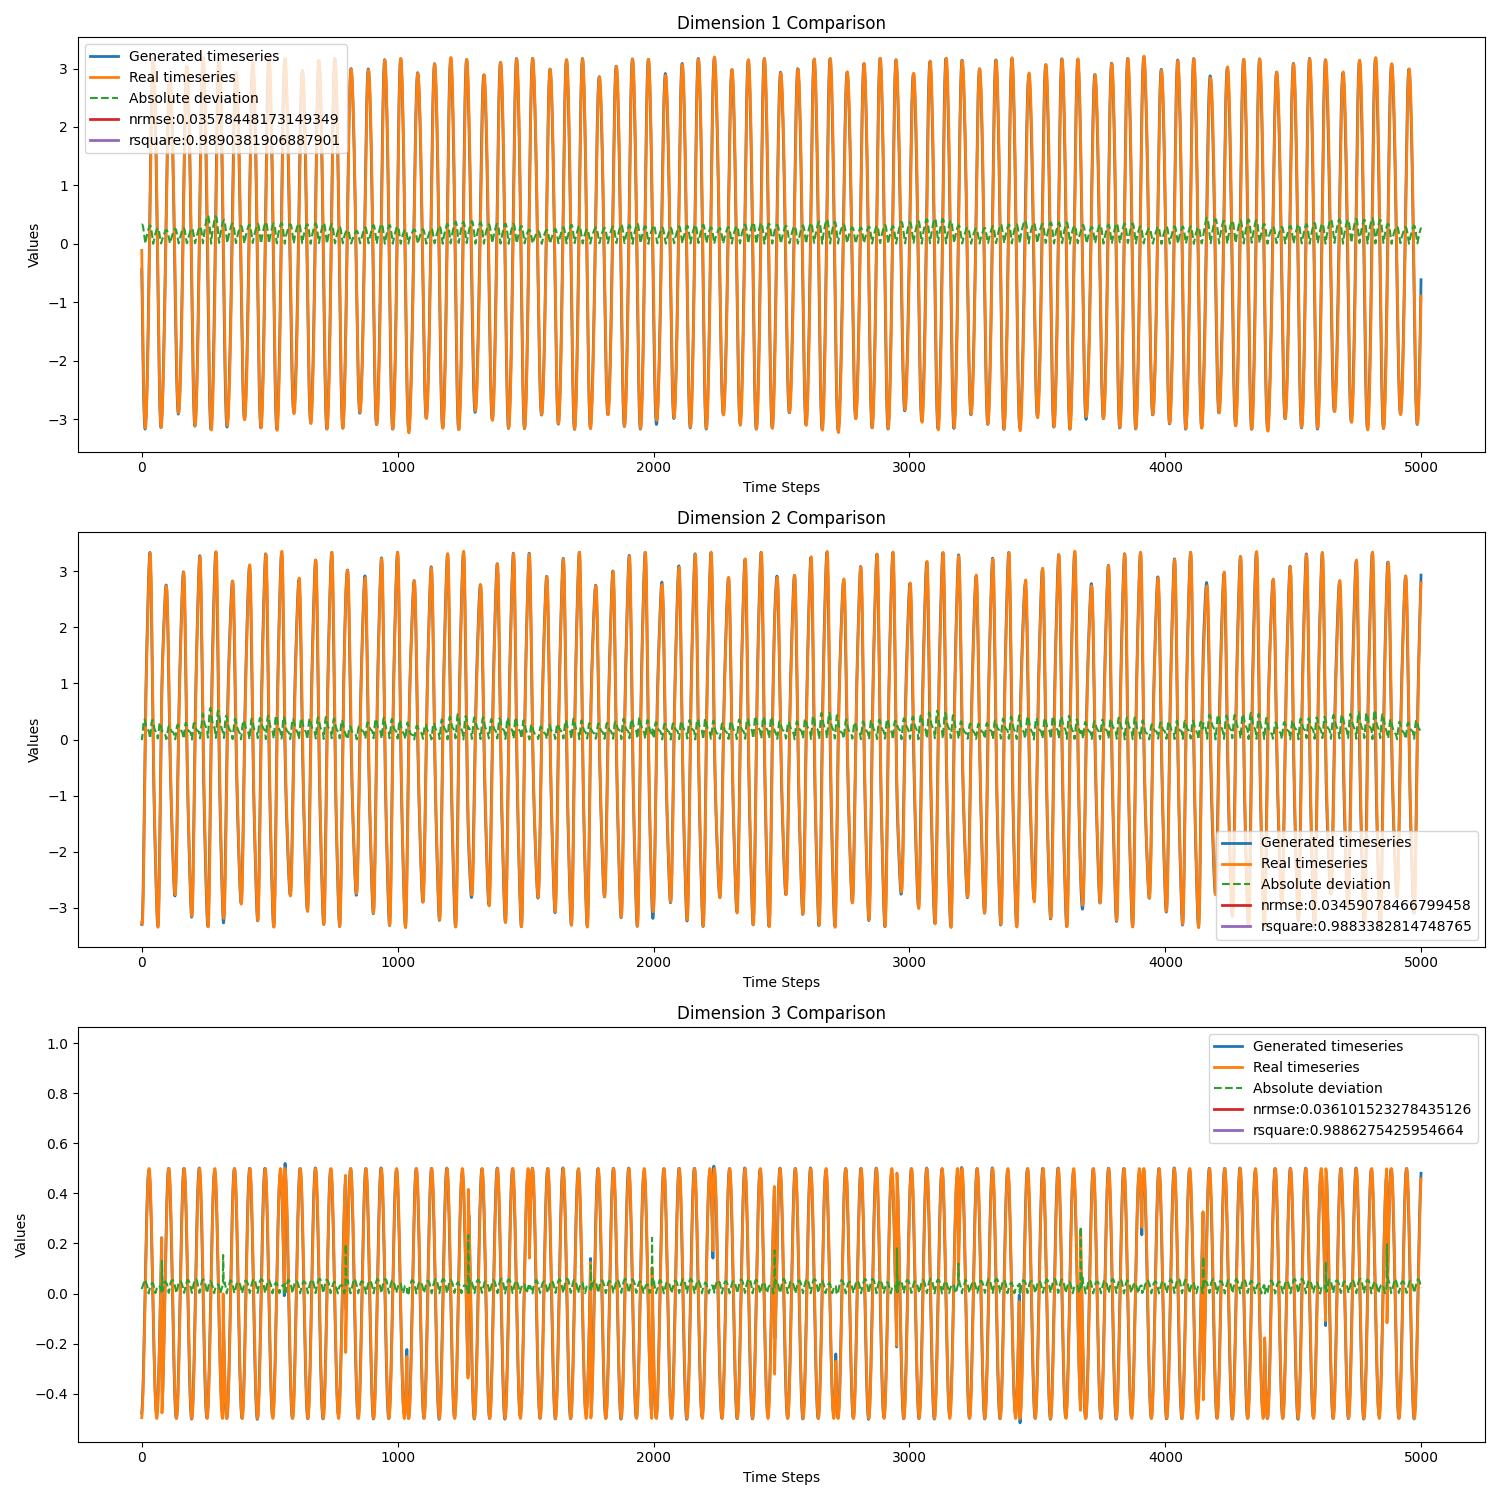 Dimension 1 Comparison
Generated timeseries
Real timeseries
Absolute deviation
nrmse:0.03578448173149349
rsquare:0.9890381906887901
Values
3
2
1
0
−1
−2
−3
0 1000 2000 3000 4000 5000
Time Steps
Dimension 2 Comparison
Values
3
2
1
0
−1
−2
−3
Generated timeseries
Real timeseries
Absolute deviation
nrmse:0.03459078466799458
rsquare:0.9883382814748765
0 1000 2000 3000 4000 5000
Time Steps
Dimension 3 Comparison
Generated timeseries
Real timeseries
Absolute deviation
nrmse:0.036101523278435126
rsquare:0.9886275425954664
Values
1.0
0.8
0.6
0.4
0.2
0.0
−0.2
−0.4
0 1000 2000 3000 4000 5000
Time Steps